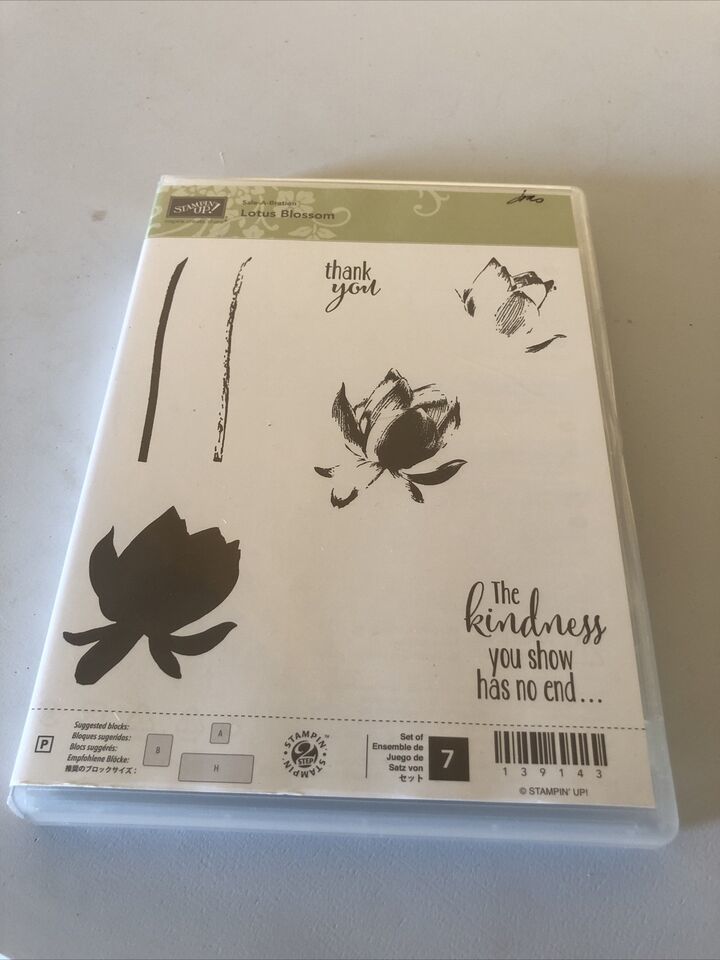 STAMPIN' UP!
Sale-A-Bration
Lotus Blossom
thank
you
The
kindness
you show
has no end...
P
Suggested blocks:
Bloques sugeridos:
Blocs suggérés:
Empfohlene Blöcke:
推奨のブロックサイズ:
A
B
H
STAMPIN' 2 STEP STAMPIN'™
Set of
Ensemble de
Juego de
Satz von
セット
7
139143
© STAMPIN' UP!